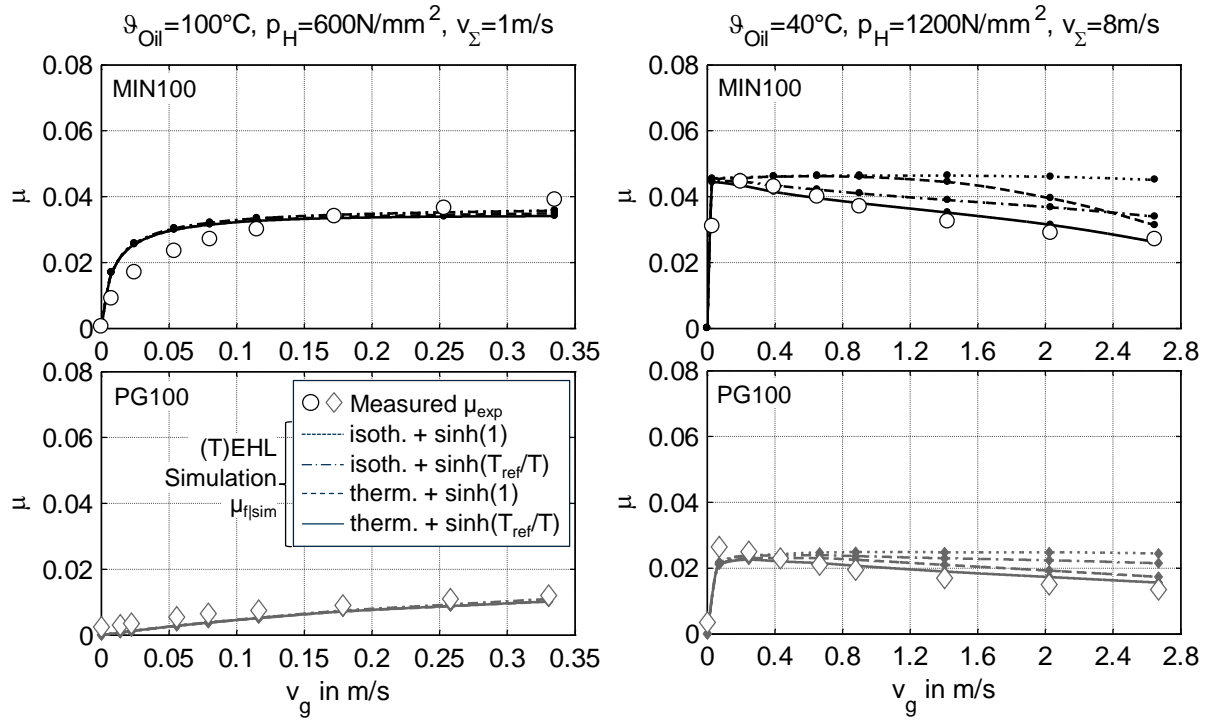 ϑOil=100°C, pH=600N/mm², vΣ=1m/s
0.08
0.06
0.04
0.02
0
μ
MIN100
0 0.05 0.1 0.15 0.2 0.25 0.3 0.35
ϑOil=40°C, pH=1200N/mm², vΣ=8m/s
0.08
0.06
0.04
0.02
0
μ
MIN100
0 0.4 0.8 1.2 1.6 2 2.4 2.8
0.08
0.06
0.04
0.02
0
μ
PG100
(T)EHL
Simulation
μf|sim
Measured μexp
isoth. + sinh(1)
isoth. + sinh(Tref/T)
therm. + sinh(1)
therm. + sinh(Tref/T)
0 0.05 0.1 0.15 0.2 0.25 0.3 0.35
vg in m/s
0.08
0.06
0.04
0.02
0
μ
PG100
0 0.4 0.8 1.2 1.6 2 2.4 2.8
vg in m/s